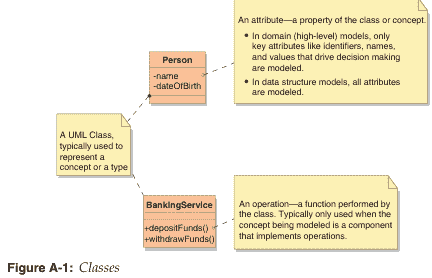 An attribute—a property of the class or concept.
• In domain (high-level) models, only
key attributes like identifiers, names,
and values that drive decision making
are modeled.
• In data structure models, all attributes
are modeled.
Person
-name
-dateOfBirth
A UML Class,
typically used to
represent a
concept or a type
BankingService
+depositFunds()
+withdrawFunds()
An operation—a function performed by
the class. Typically only used when the
concept being modeled is a component
that implements operations.
Figure A-1: Classes